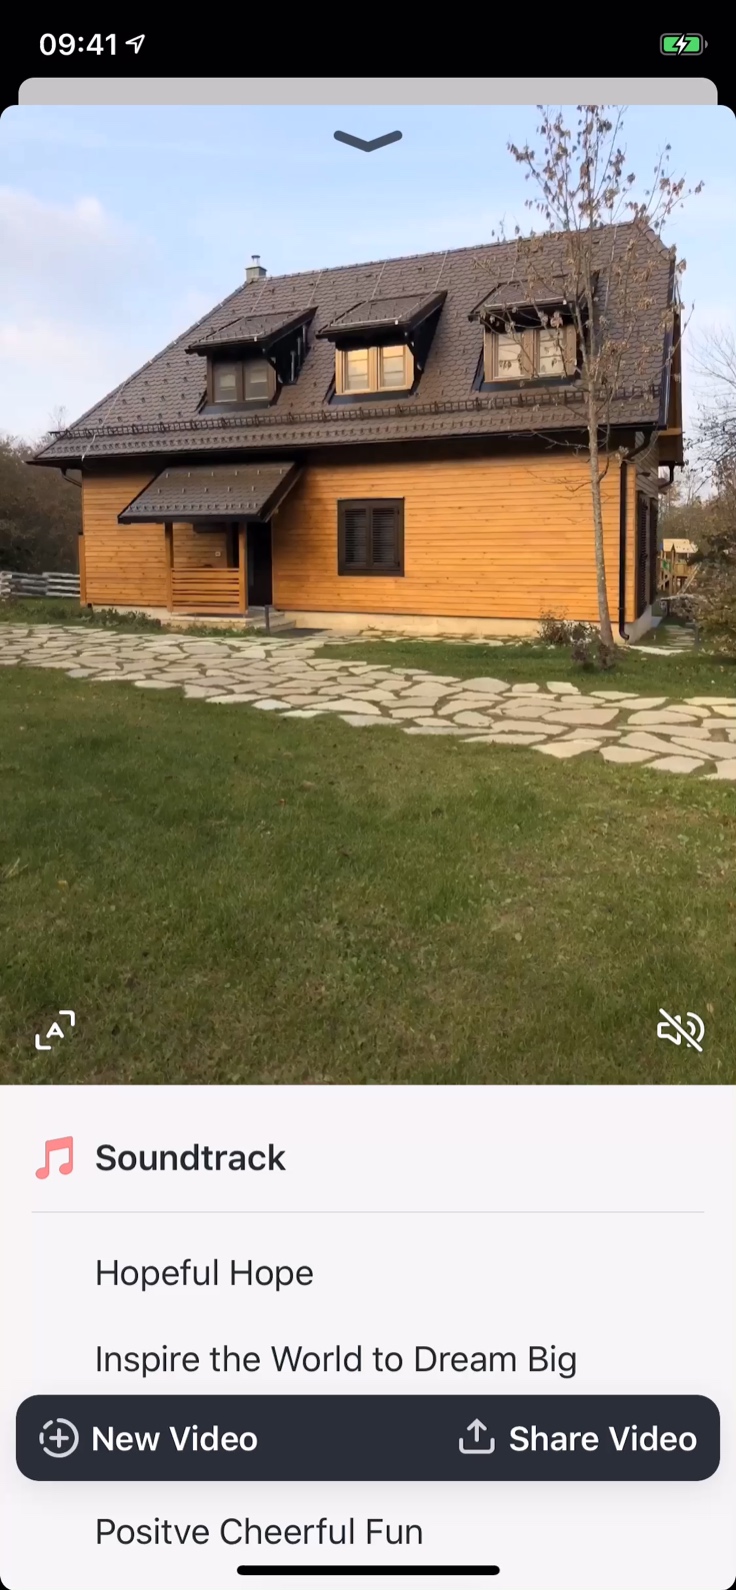 09:41
A
Soundtrack
Hopeful Hope
Inspire the World to Dream Big
New Video
Share Video
Positve Cheerful Fun